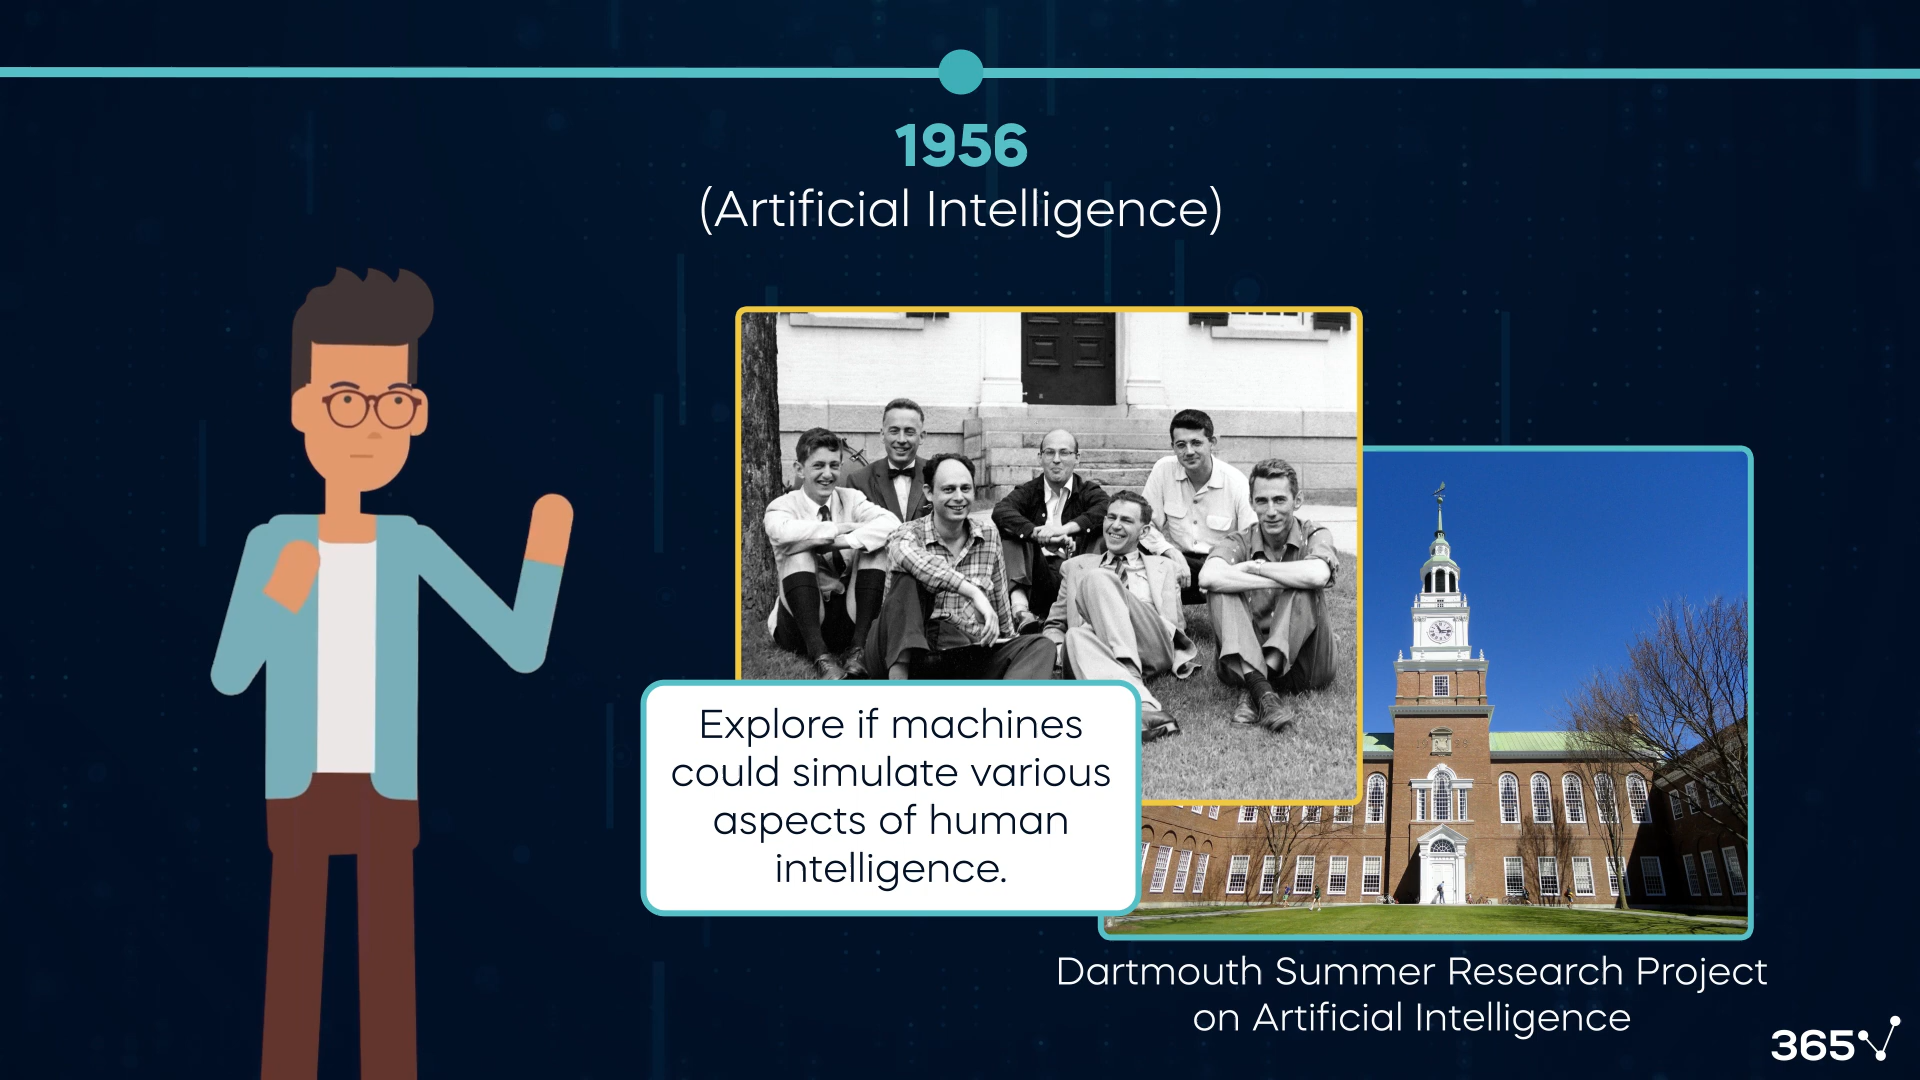 1956
(Artificial Intelligence)
Explore if machines
could simulate various
aspects of human
intelligence.
Dartmouth Summer Research Project
on Artificial Intelligence
365